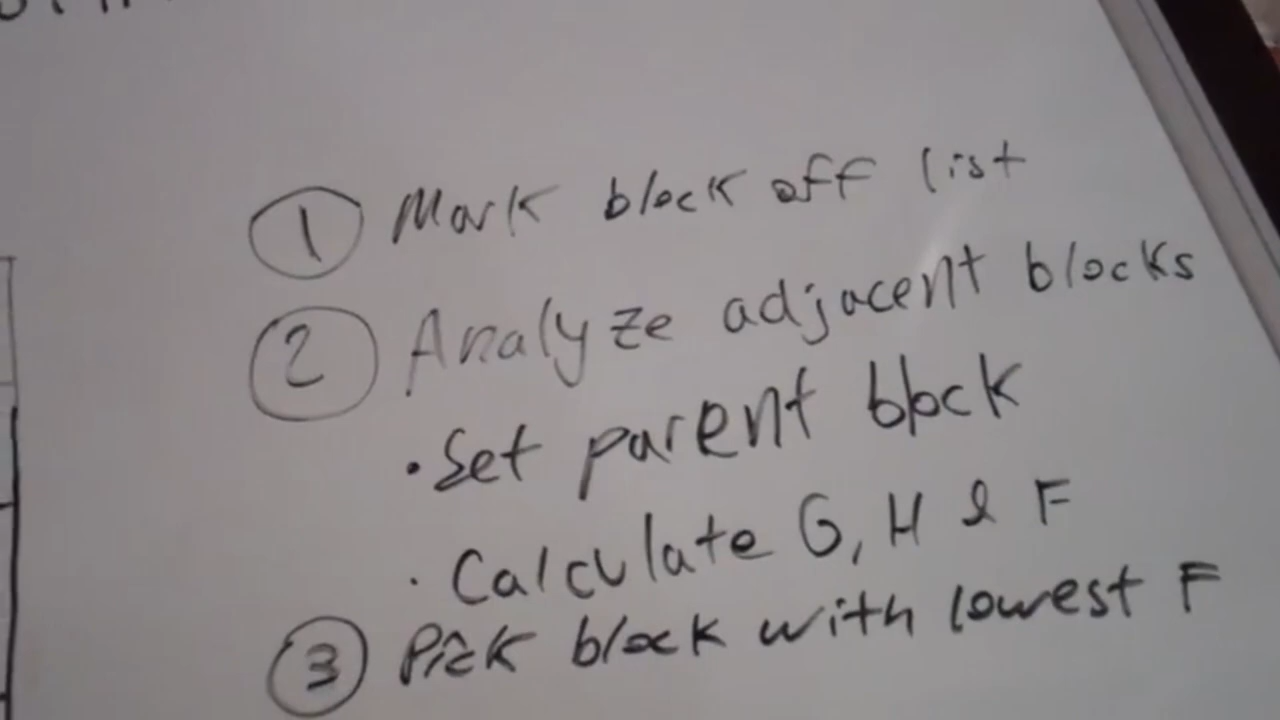 ① Mark block off list
② Analyze adjacent blocks
· Set parent block
· Calculate G, H & F
③ Pick block with lowest F